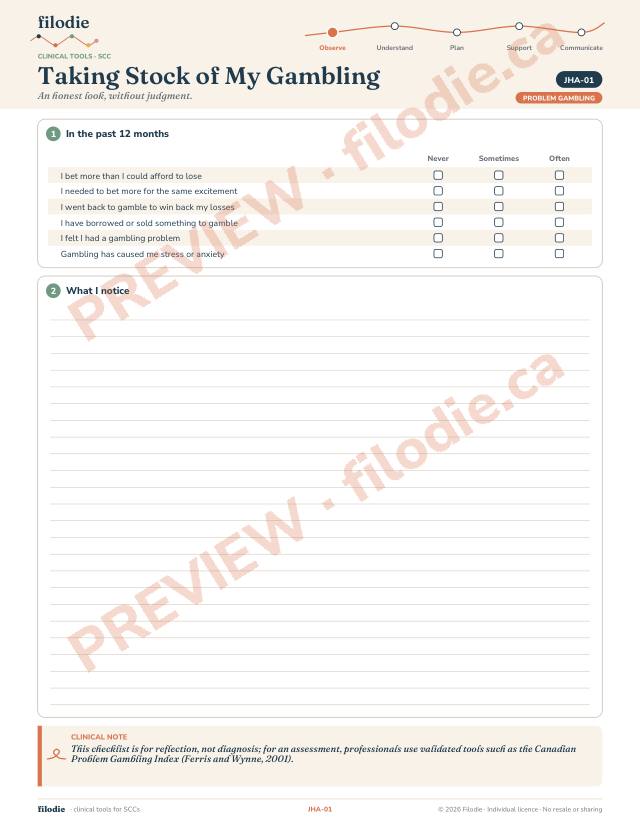 filodie
CLINICAL TOOLS · SCC
Observe Understand Plan Support Communicate
Taking Stock of My Gambling
An honest look, without judgment.
JHA-01
PROBLEM GAMBLING
1 In the past 12 months
Never Sometimes Often
I bet more than I could afford to lose
I needed to bet more for the same excitement
I went back to gamble to win back my losses
I have borrowed or sold something to gamble
I felt I had a gambling problem
Gambling has caused me stress or anxiety
2 What I notice
PREVIEW · filodie.ca
PREVIEW · filodie.ca
CLINICAL NOTE
This checklist is for reflection, not diagnosis; for an assessment, professionals use validated tools such as the Canadian
Problem Gambling Index (Ferris and Wynne, 2001).
filodie · clinical tools for SCCs
JHA-01
© 2026 Filodie · Individual licence · No resale or sharing